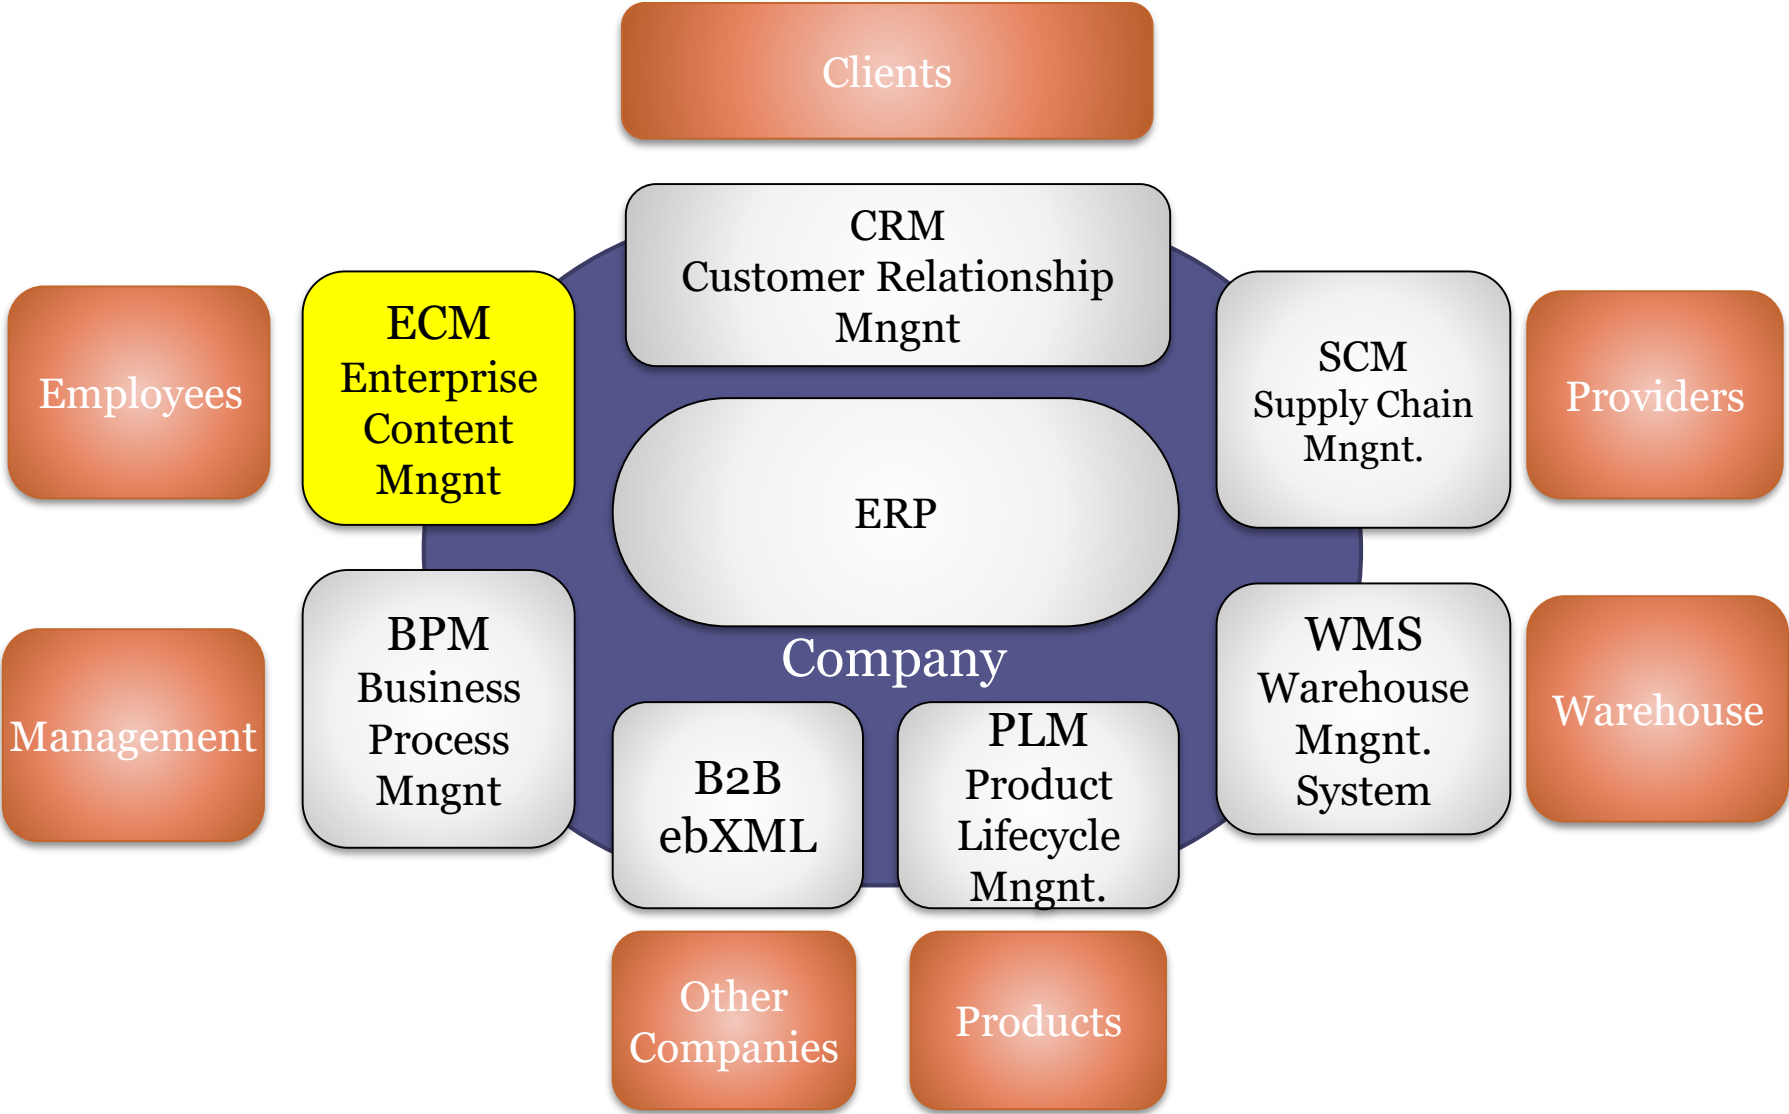 Clients
CRM
Customer Relationship
Mngnt
Employees
ECM
Enterprise
Content
Mngnt
SCM
Supply Chain
Mngnt.
Providers
ERP
Company
Management
BPM
Business
Process
Mngnt
B2B
ebXML
PLM
Product
Lifecycle
Mngnt.
WMS
Warehouse
Mngnt.
System
Warehouse
Other
Companies
Products